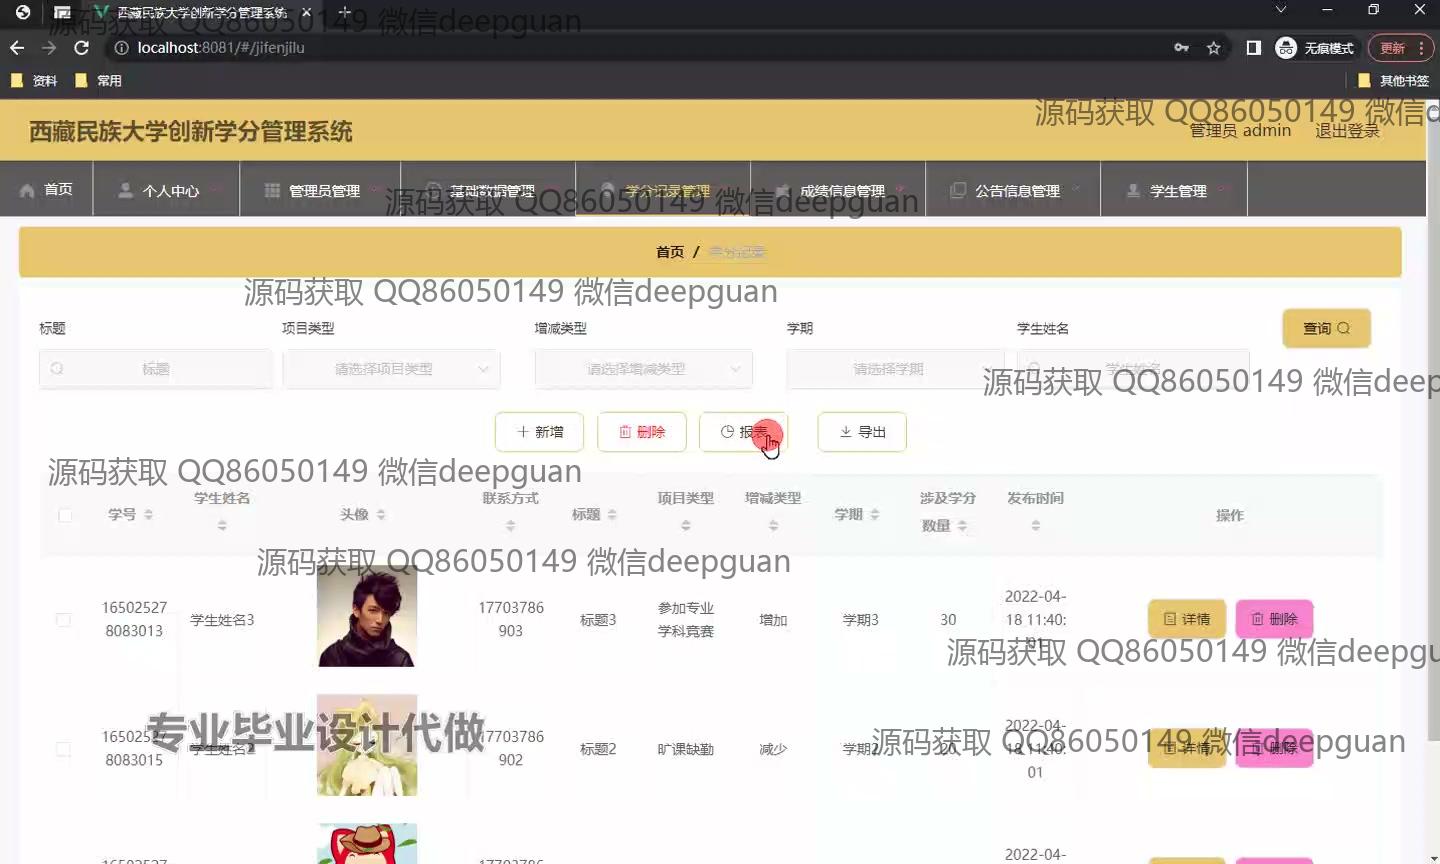 西藏民族大学创新学分管理系统
源码获取 QQ86050149 微信deepguan
localhost:8081/#/jifenjilu
无痕模式
更新
资料
常用
其他书签
西藏民族大学创新学分管理系统
源码获取 QQ86050149 微信d
管理员 admin
退出登录
首页
个人中心
管理员管理
基础数据管理
学分记录管理
成绩信息管理
公告信息管理
学生管理
源码获取 QQ86050149 微信deepguan
首页 / 学分记录
源码获取 QQ86050149 微信deepguan
标题
项目类型
增减类型
学期
学生姓名
查询
标题
请选择项目类型
请选择增减类型
请选择学期
学生姓名
源码获取 QQ86050149 微信deep
新增
删除
报表
导出
源码获取 QQ86050149 微信deepguan
学号
学生姓名
头像
联系方式
标题
项目类型
增减类型
学期
涉及学分
数量
发布时间
操作
源码获取 QQ86050149 微信deepguan
16502527
8083013
学生姓名3
17703786
903
标题3
参加专业
学科竞赛
增加
学期3
30
2022-04-
18 11:40:
01
详情
删除
源码获取 QQ86050149 微信deepgu
专业毕业设计代做
16502527
8083015
学生姓名2
17703786
902
标题2
旷课缺勤
减少
学期2
20
2022-04-
18 11:40:
01
详情
删除
源码获取 QQ86050149 微信deepguan
16502527
17703786
2022-04-